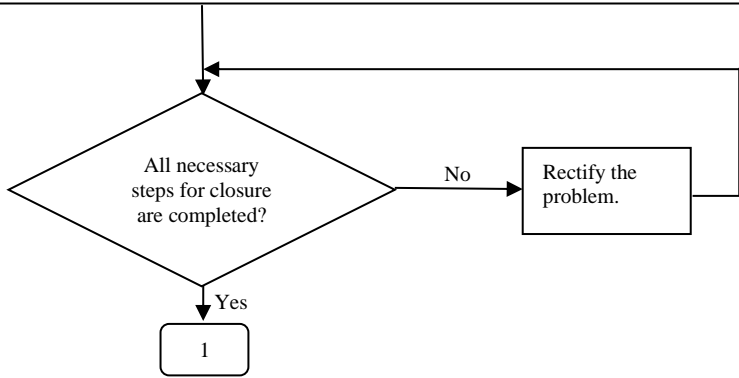 All necessary
steps for closure
are completed?
No
Rectify the
problem.
Yes
1